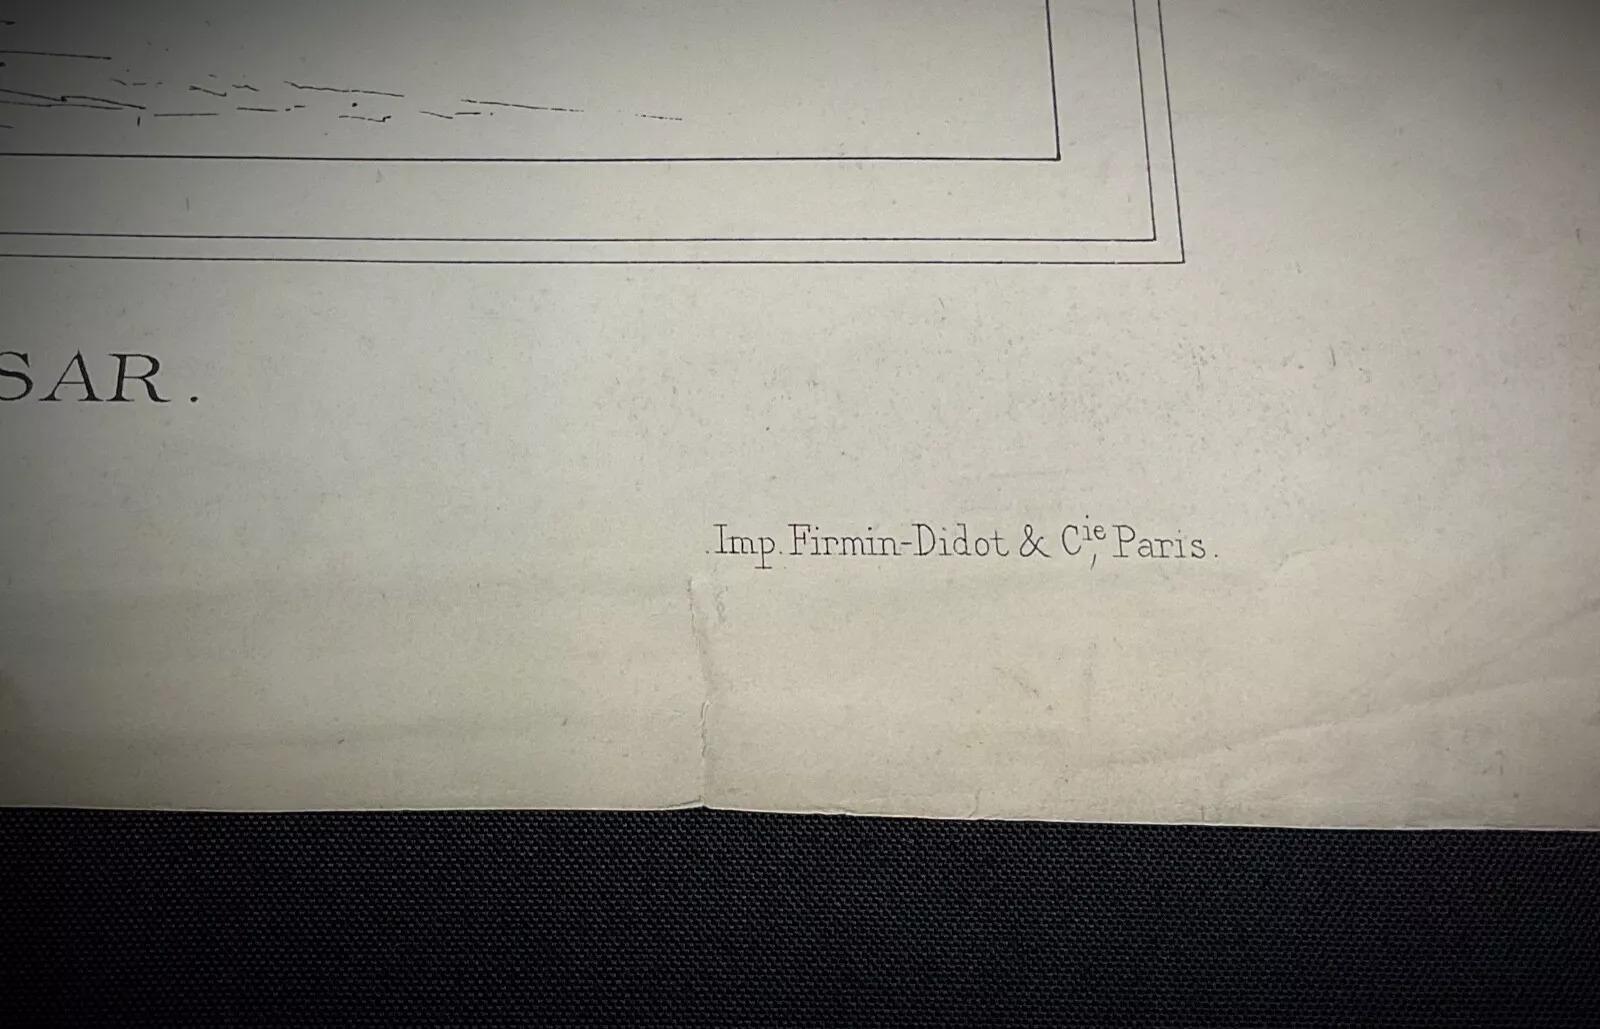 SAR.
Imp. Firmin-Didot & Cie, Paris.